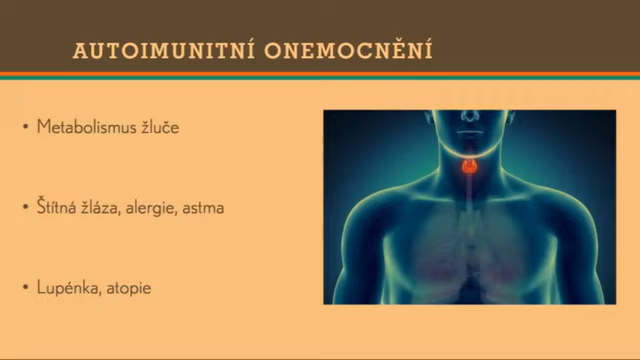 AUTOIMUNITNÍ ONEMOCNĚNÍ
• Metabolismus žluče
• Štítná žláza, alergie, astma
• Lupénka, atopie